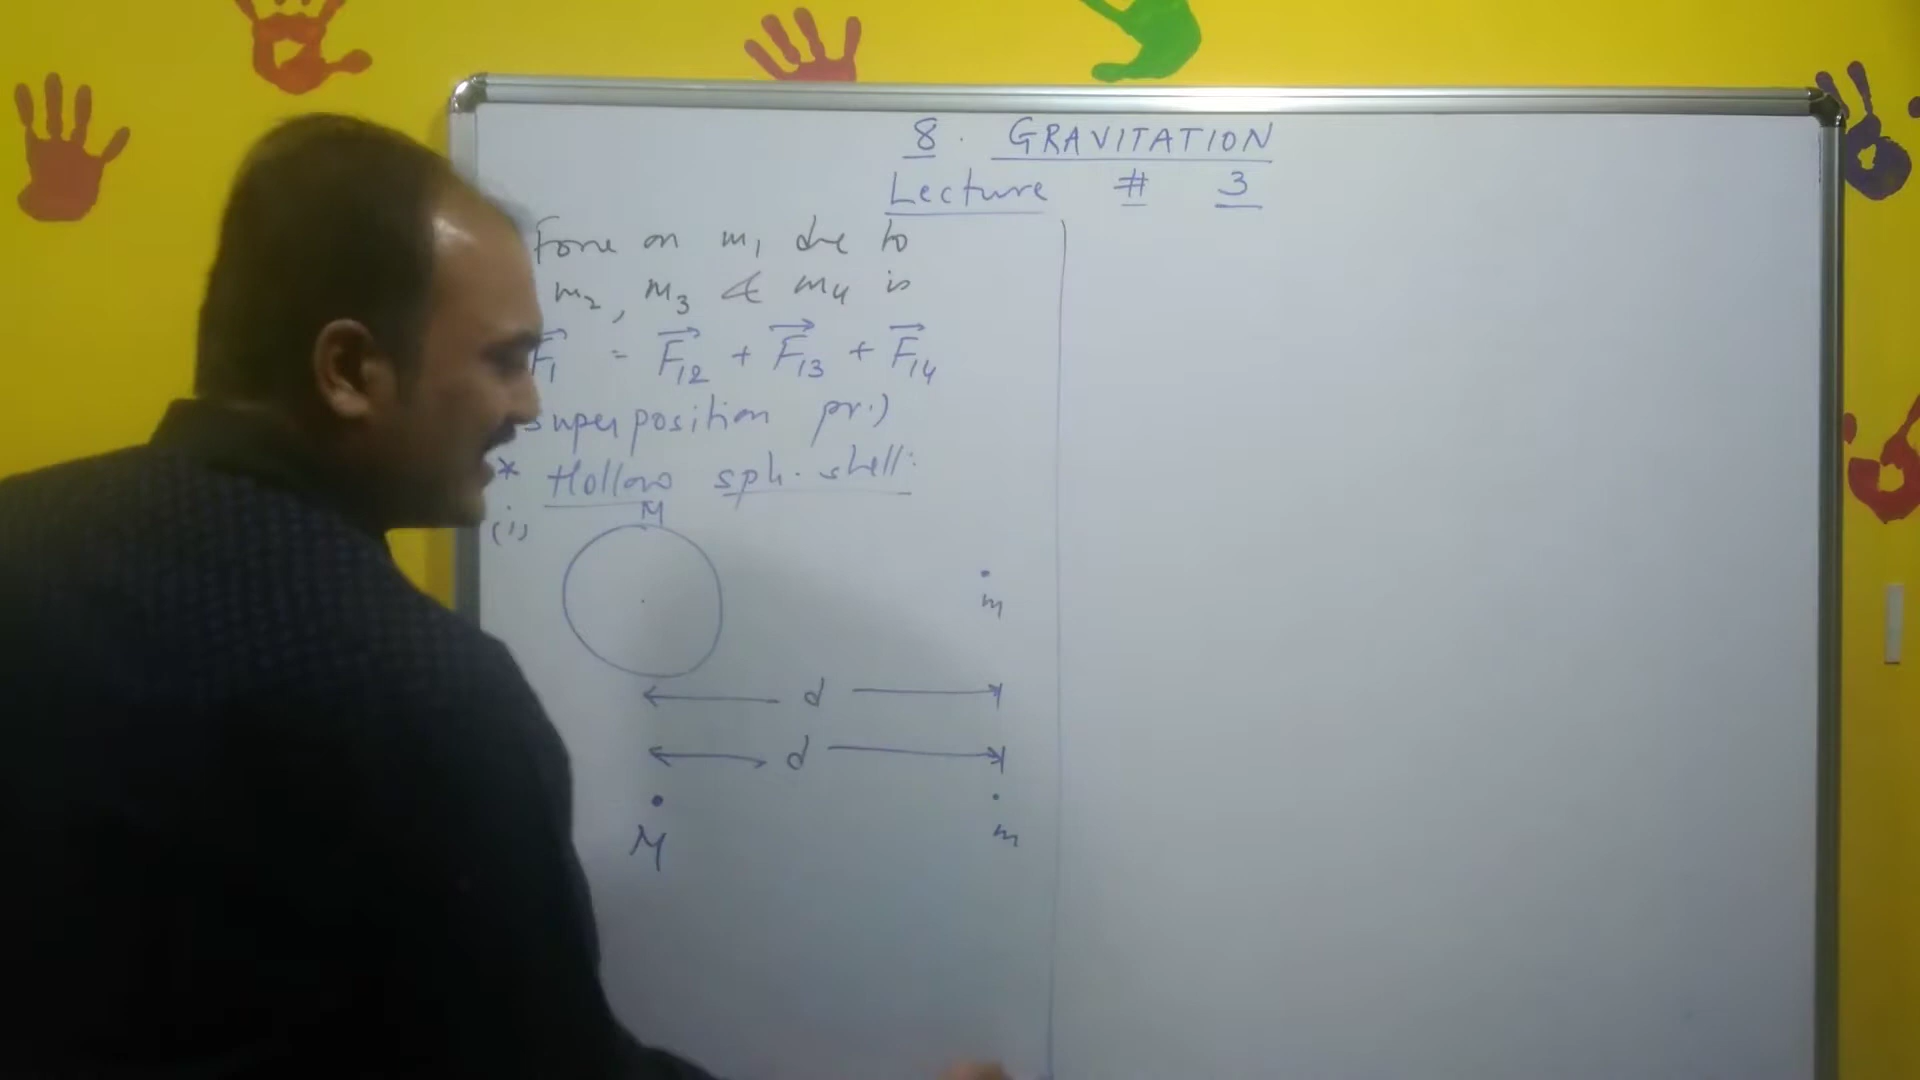 8. GRAVITATION
Lecture # 3
Force on m₁ due to
m₂, m₃ & m₄ is
F₁ = F₁₂ + F₁₃ + F₁₄
superposition pr.)
* Hollow sph. shell:
(i) M
m
d
d
M m